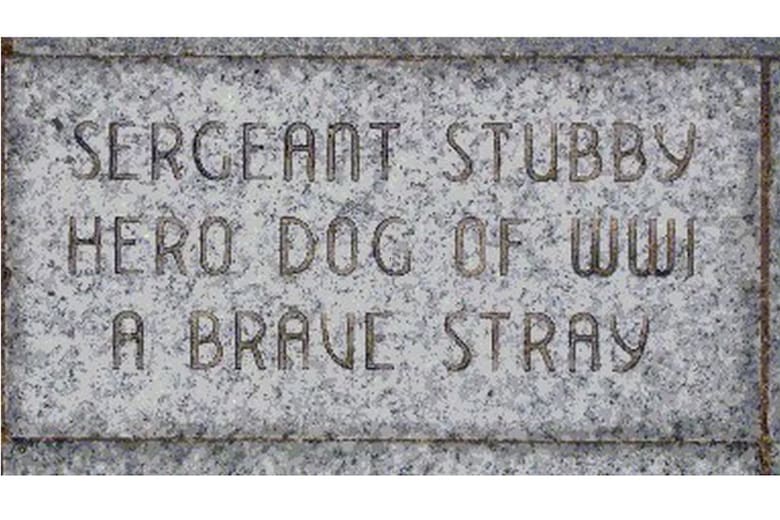 SERGEANT STUBBY
HERO DOG OF WWI
A BRAVE STRAY